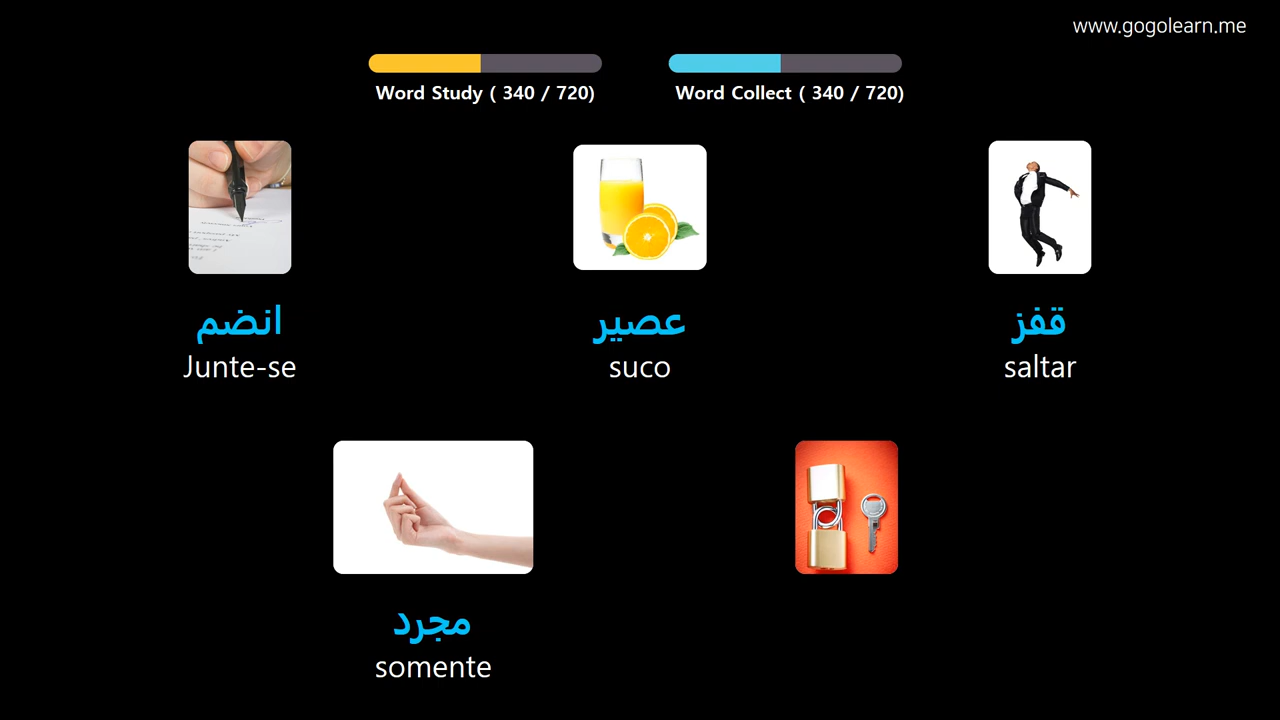 www.gogolearn.me
Word Study ( 340 / 720)
Word Collect ( 340 / 720)
انضم
Junte-se
عصير
suco
قفز
saltar
مجرد
somente